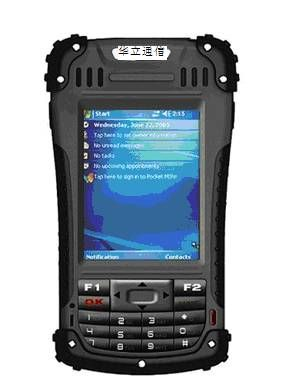 华立通信
Start 2:15
Wednesday, June 22, 2005
Tap here to set owner information
No unread messages
No tasks
No upcoming appointments
Tap here to sign in to Pocket MSN!
Notification Contacts
F1 F2
OK
1 2 3
4 5 6
7 8 9
0